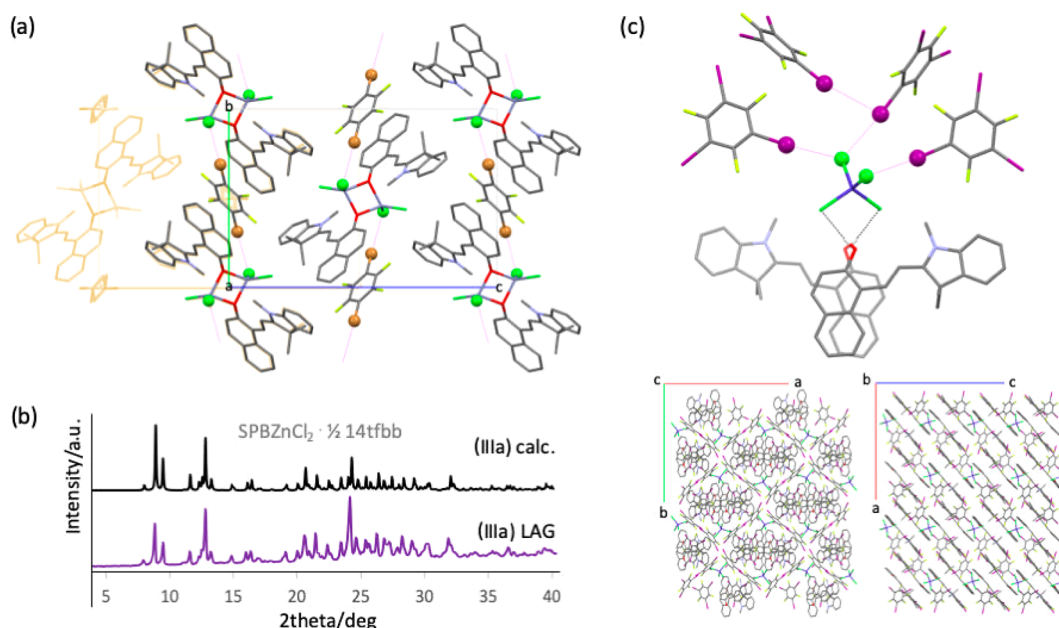 (a)
b
a
c
(b)
Intensity/a.u.
SPBZnCl₂ · ½ 14tfbb
(IIIa) calc.
(IIIa) LAG
5 10 15 20 25 30 35 40
2theta/deg
(c)
c a
b
b c
a